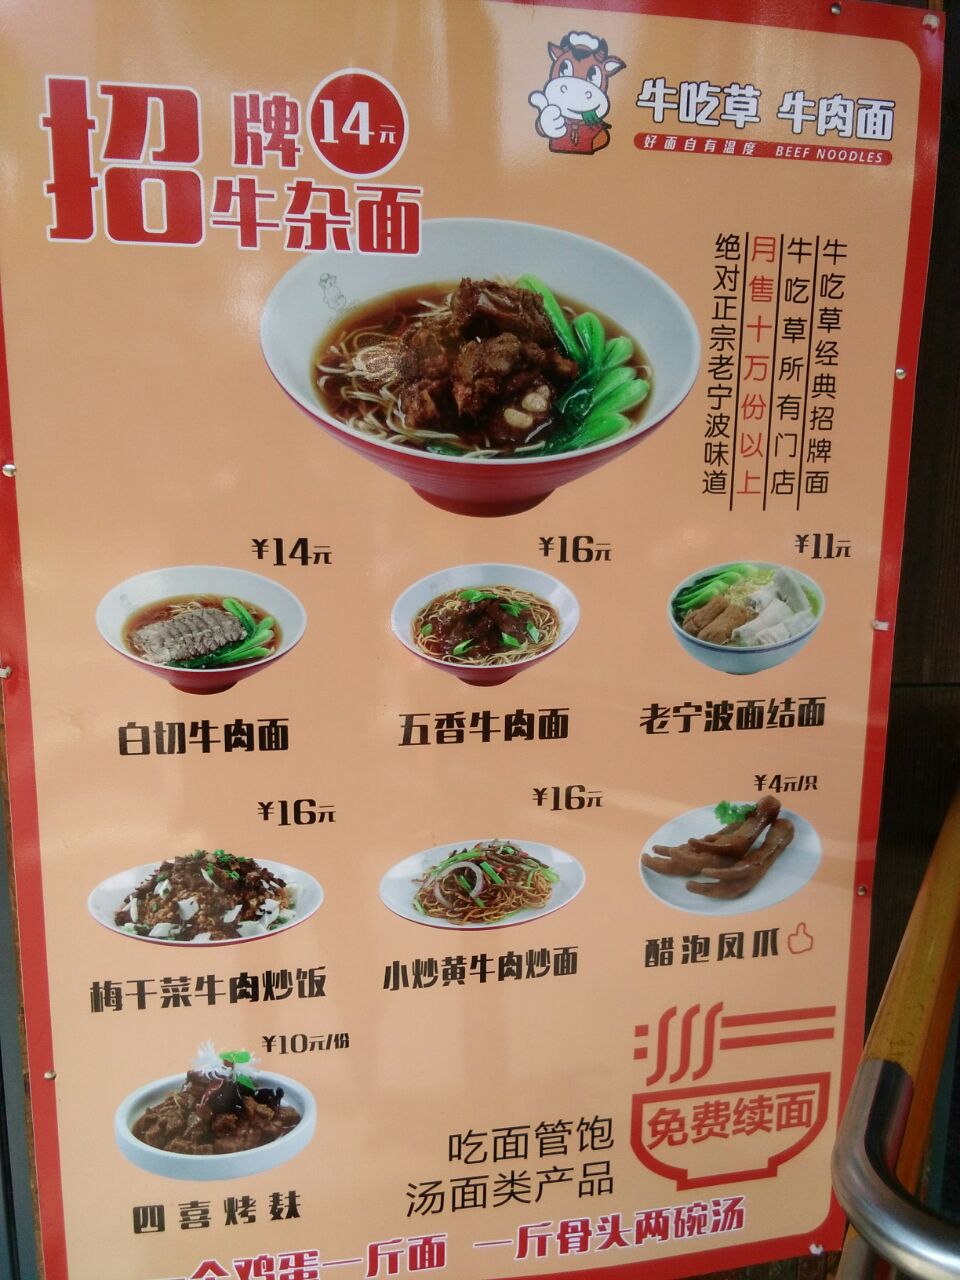 招牌 14元
牛杂面
牛吃草 牛肉面
好面自有温度 BEEF NOODLES
牛吃草经典招牌面
牛吃草所有门店
月售十万份以上
绝对正宗老宁波味道
¥14元
白切牛肉面
¥16元
五香牛肉面
¥11元
老宁波面结面
¥16元
梅干菜牛肉炒饭
¥16元
小炒黄牛肉炒面
¥4元/只
醋泡凤爪
¥10元/份
四喜烤麸
吃面管饱
汤面类产品
免费续面
个鸡蛋一斤面 一斤骨头两碗汤